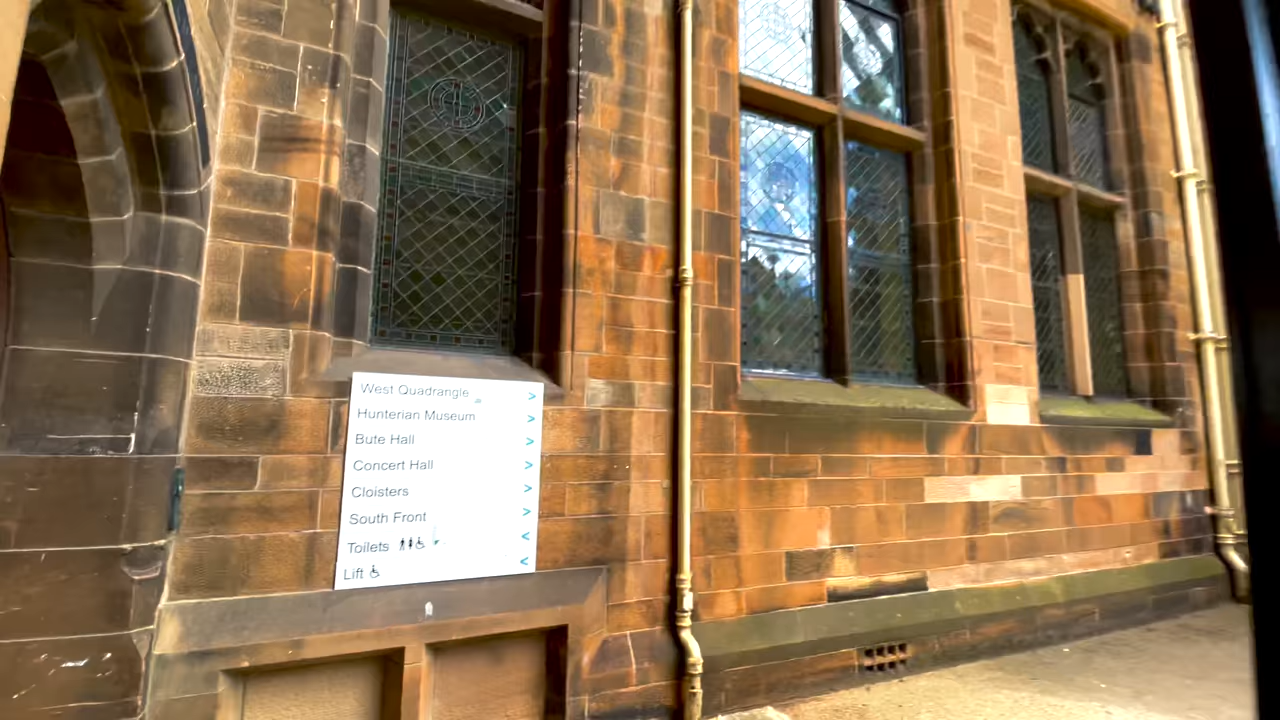 West Quadrangle >
Hunterian Museum >
Bute Hall >
Concert Hall >
Cloisters >
South Front >
Toilets <
Lift <